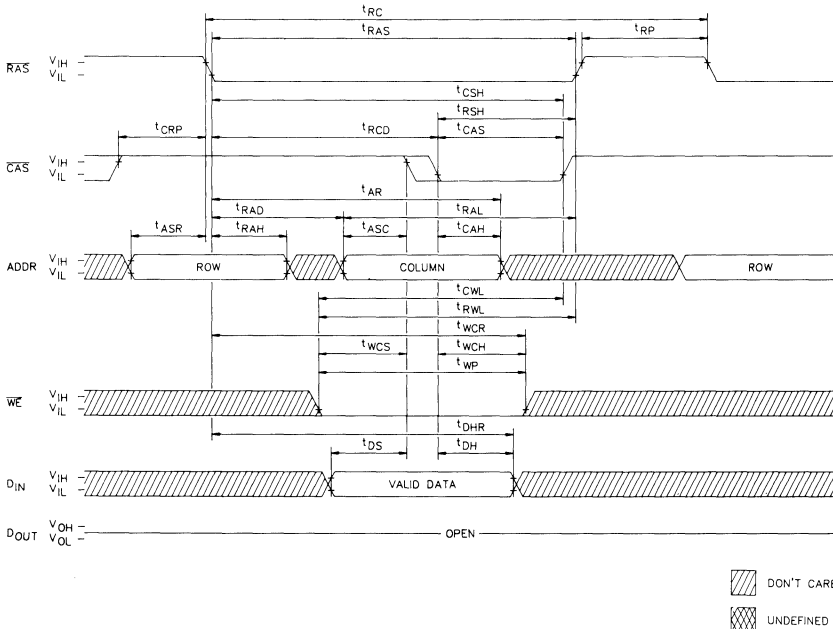 tRC
tRAS
tRP
RAS VIH
VIL
tCSH
tRSH
tCRP tRCD tCAS
CAS VIH
VIL
tAR
tRAD tRAL
tASR tRAH tASC tCAH
ADDR VIH
VIL
ROW COLUMN ROW
tCWL
tRWL
tWCR
tWCS tWCH
tWP
WE VIH
VIL
tDHR
tDS tDH
DIN VIH
VIL
VALID DATA
DOUT VOH
VOL
OPEN
DON'T CARE
UNDEFINED